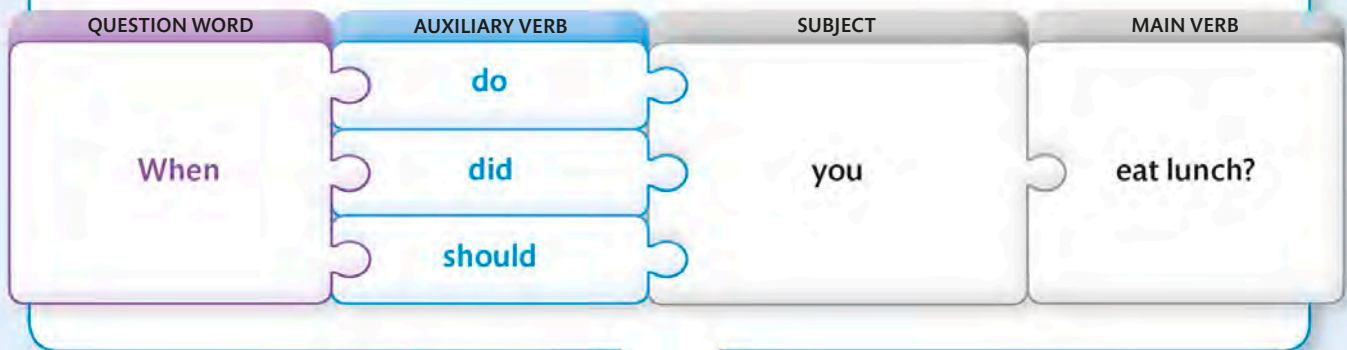 QUESTION WORD AUXILIARY VERB SUBJECT MAIN VERB
do
When did you eat lunch?
should